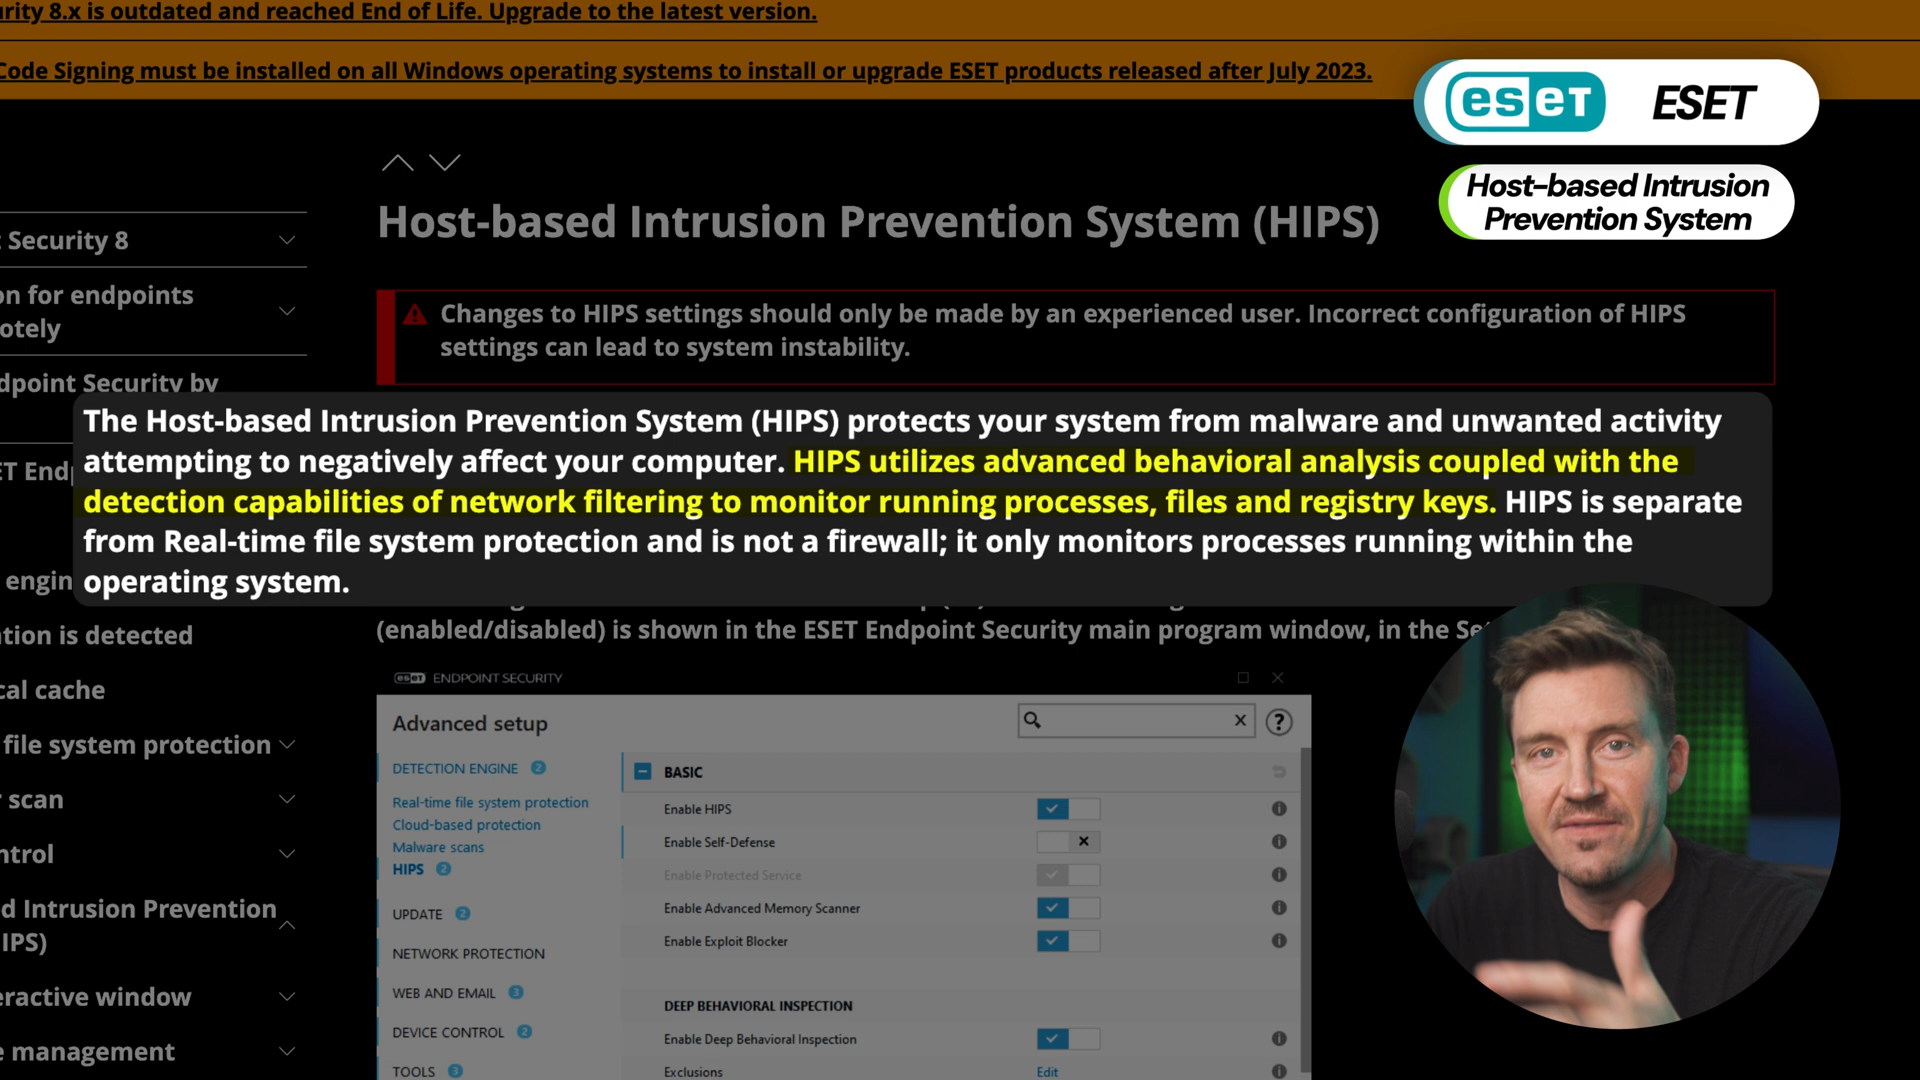 urity 8.x is outdated and reached End of Life. Upgrade to the latest version.
Code Signing must be installed on all Windows operating systems to install or upgrade ESET products released after July 2023.
eset ESET
Host-based Intrusion
Prevention System
Host-based Intrusion Prevention System (HIPS)
Changes to HIPS settings should only be made by an experienced user. Incorrect configuration of HIPS
settings can lead to system instability.
The Host-based Intrusion Prevention System (HIPS) protects your system from malware and unwanted activity
attempting to negatively affect your computer. HIPS utilizes advanced behavioral analysis coupled with the
detection capabilities of network filtering to monitor running processes, files and registry keys. HIPS is separate
from Real-time file system protection and is not a firewall; it only monitors processes running within the
operating system.
(enabled/disabled) is shown in the ESET Endpoint Security main program window, in the Se
t Security 8
on for endpoints
otely
dpoint Security by
ET Endp
engin
tion is detected
cal cache
file system protection
r scan
ntrol
d Intrusion Prevention
IPS)
eractive window
e management
eset ENDPOINT SECURITY
Advanced setup
X
?
DETECTION ENGINE 2
Real-time file system protection
Cloud-based protection
Malware scans
HIPS 2
UPDATE 2
NETWORK PROTECTION
WEB AND EMAIL 3
DEVICE CONTROL 2
TOOLS 3
BASIC
Enable HIPS
Enable Self-Defense
Enable Protected Service
Enable Advanced Memory Scanner
Enable Exploit Blocker
DEEP BEHAVIORAL INSPECTION
Enable Deep Behavioral Inspection
Exclusions Edit